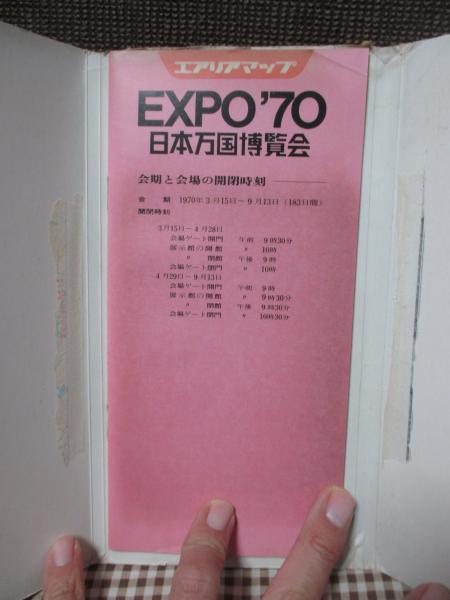 エアリアマップ
EXPO'70
日本万国博覧会
会期と会場の開閉時刻
会 期 1970年3月15日～9月13日（183日間）
開閉時刻
3月15日～4月28日
会場ゲート開門 午前 9時30分
展示館の開館 〃 10時
〃 閉館 午後 9時
会場ゲート閉門 〃 10時
4月29日～9月13日
会場ゲート開門 午前 9時
展示館の開館 〃 9時30分
〃 閉館 午後 9時30分
会場ゲート閉門 〃 10時30分